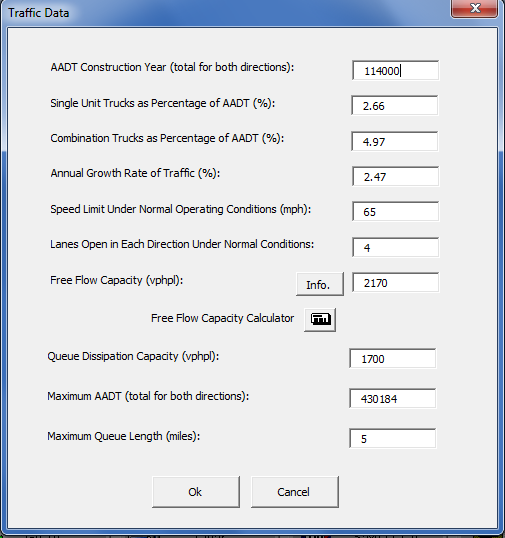 Traffic Data
AADT Construction Year (total for both directions): 114000
Single Unit Trucks as Percentage of AADT (%): 2.66
Combination Trucks as Percentage of AADT (%): 4.97
Annual Growth Rate of Traffic (%): 2.47
Speed Limit Under Normal Operating Conditions (mph): 65
Lanes Open in Each Direction Under Normal Conditions: 4
Free Flow Capacity (vphpl): Info. 2170
Free Flow Capacity Calculator
Queue Dissipation Capacity (vphpl): 1700
Maximum AADT (total for both directions): 430184
Maximum Queue Length (miles): 5
Ok Cancel